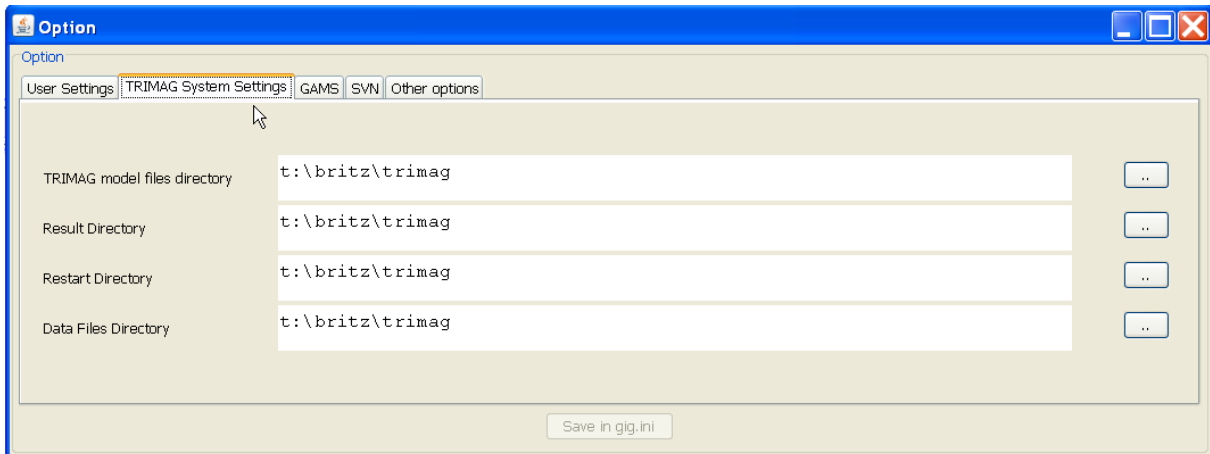 Option
Option
User Settings TRIMAG System Settings GAMS SVN Other options
TRIMAG model files directory t:\britz\trimag ..
Result Directory t:\britz\trimag ..
Restart Directory t:\britz\trimag ..
Data Files Directory t:\britz\trimag ..
Save in gig.ini